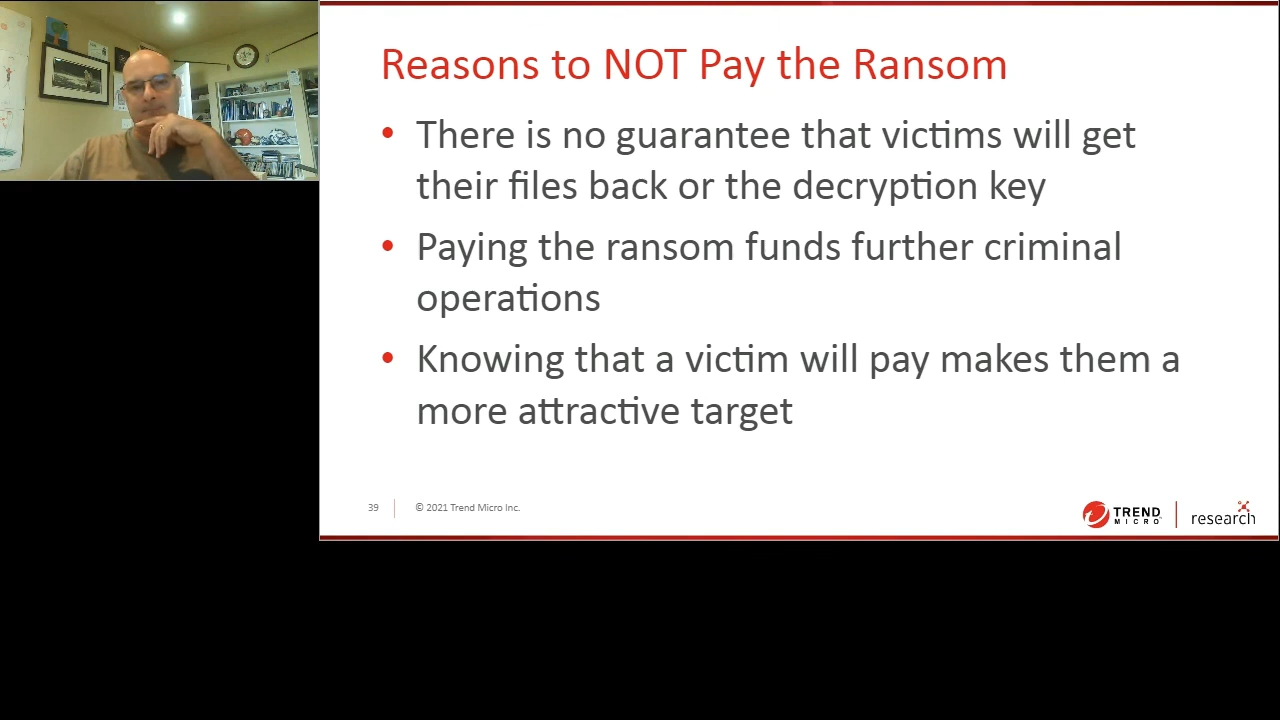 Reasons to NOT Pay the Ransom
• There is no guarantee that victims will get
their files back or the decryption key
• Paying the ransom funds further criminal
operations
• Knowing that a victim will pay makes them a
more attractive target
39
© 2021 Trend Micro Inc.
TREND
MICRO
research